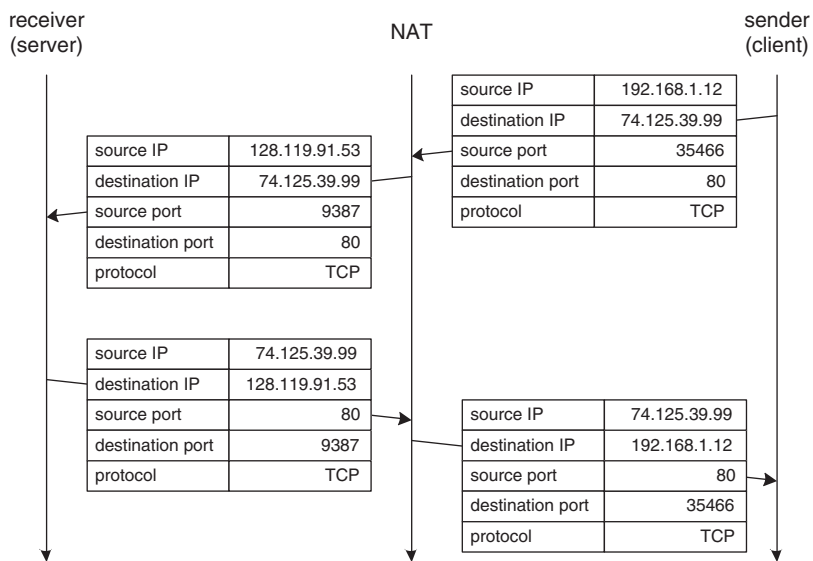 receiver
(server)
NAT
sender
(client)
source IP 192.168.1.12
destination IP 74.125.39.99
source port 35466
destination port 80
protocol TCP
source IP 128.119.91.53
destination IP 74.125.39.99
source port 9387
destination port 80
protocol TCP
source IP 74.125.39.99
destination IP 128.119.91.53
source port 80
destination port 9387
protocol TCP
source IP 74.125.39.99
destination IP 192.168.1.12
source port 80
destination port 35466
protocol TCP